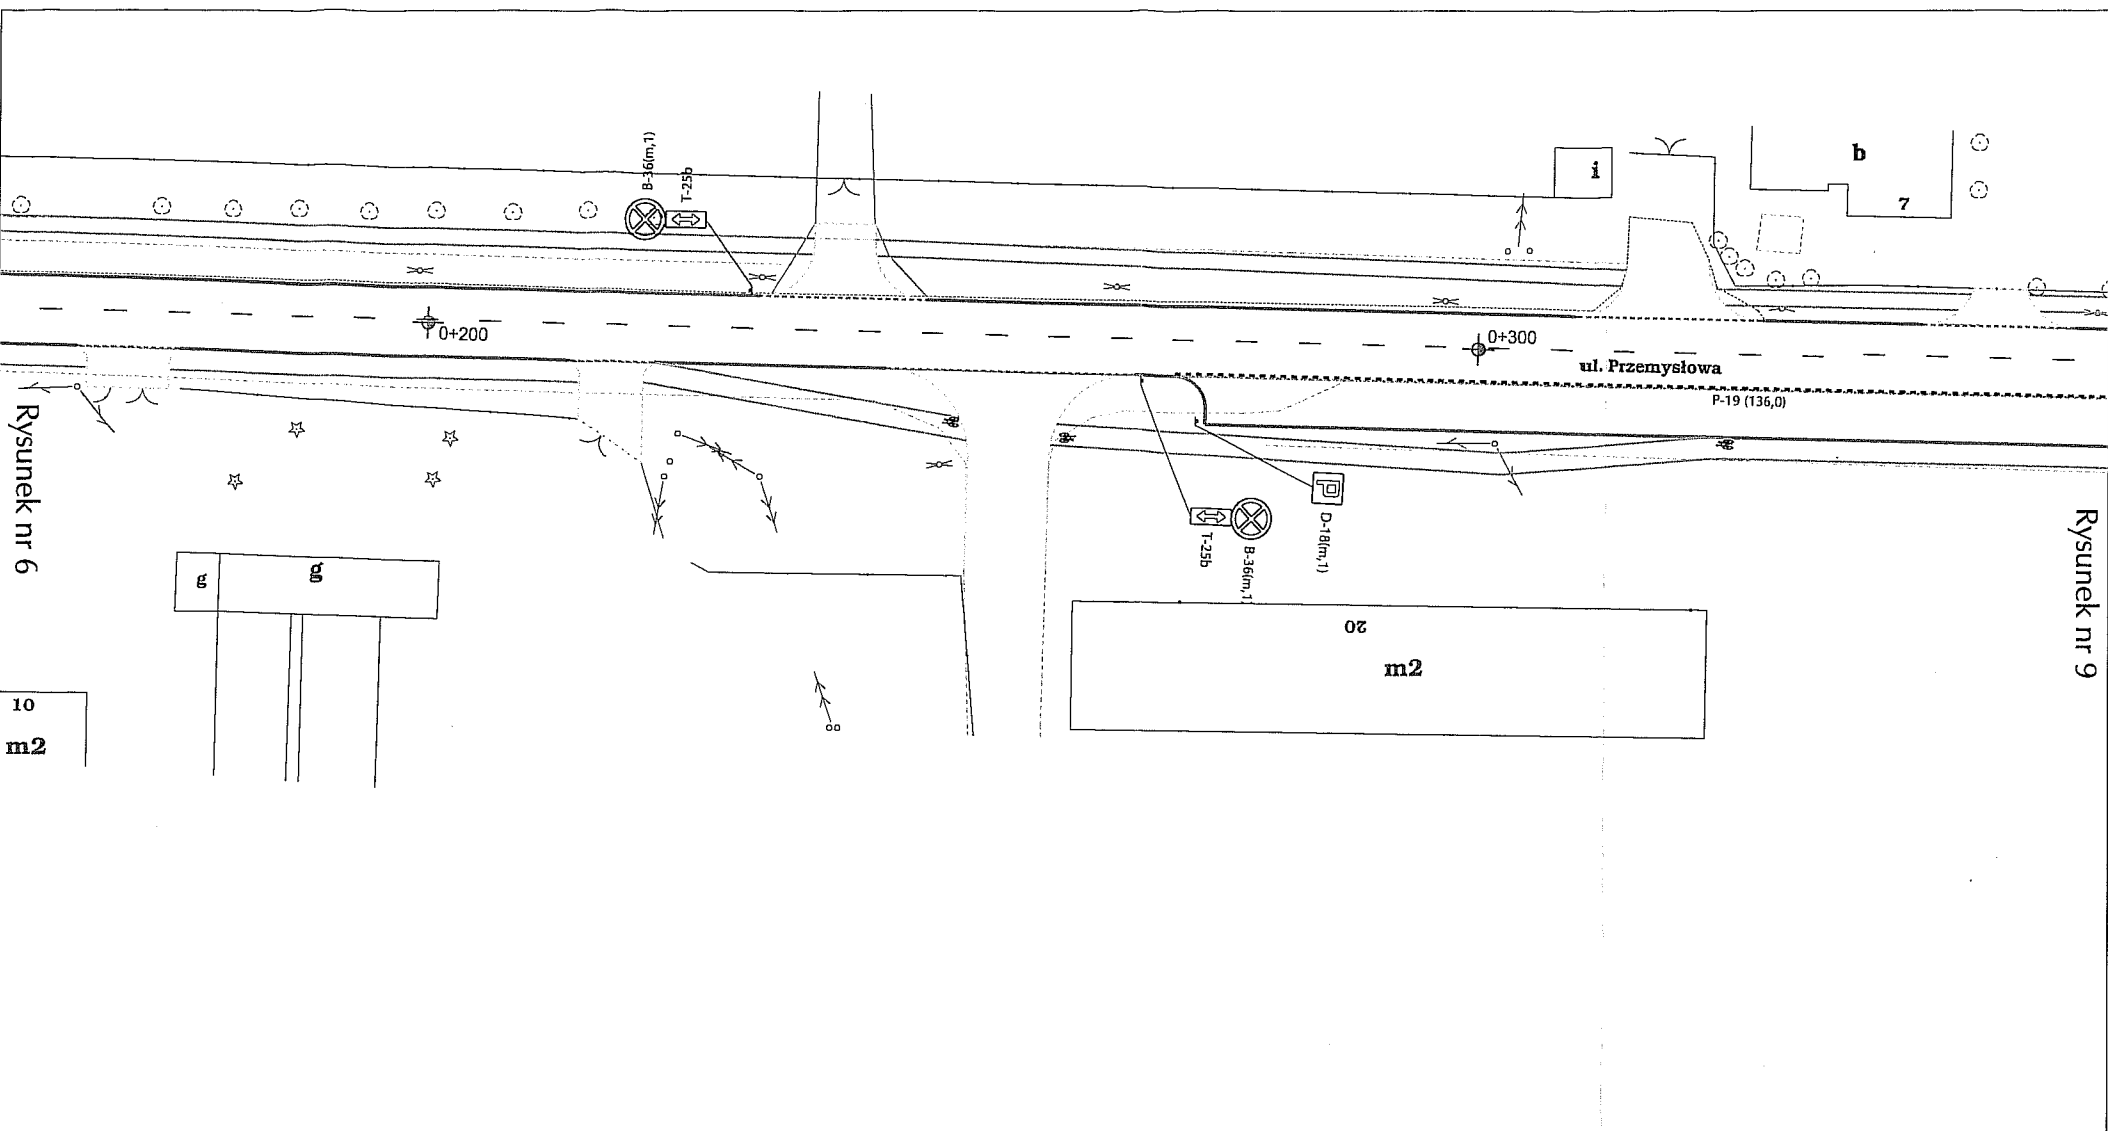 B-36(m,1)
T-25b
i
b
7
0+200
0+300
ul. Przemysłowa
P-19 (136,0)
Rysunek nr 6
P
D-18(m,1)
T-25b
B-36(m,1
Rysunek nr 9
g
g
20
m2
10
m2